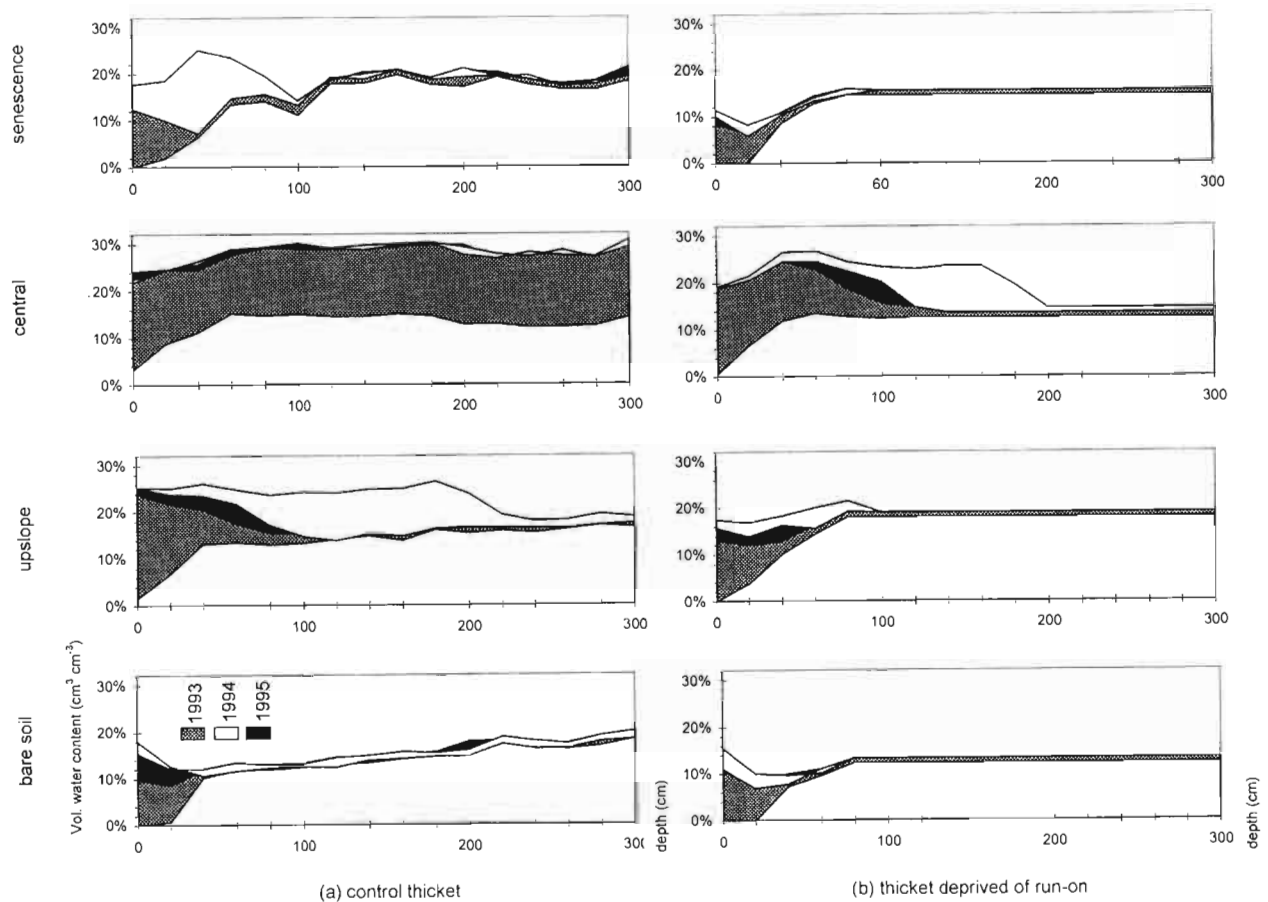 senescence
30%
20%
10%
0%
0 100 200 300
30%
20%
10%
0%
0 60 200 300
central
30%
20%
10%
0%
0 100 200 300
30%
20%
10%
0%
0 100 200 300
upslope
30%
20%
10%
0%
0 100 200 300
30%
20%
10%
0%
0 100 200 300
bare soil
Vol. water content (cm³ cm⁻³)
30%
20%
10%
0%
1993
1994
1995
0 100 200 300
depth (cm)
30%
20%
10%
0%
0 100 200 300
depth (cm)
(a) control thicket
(b) thicket deprived of run-on